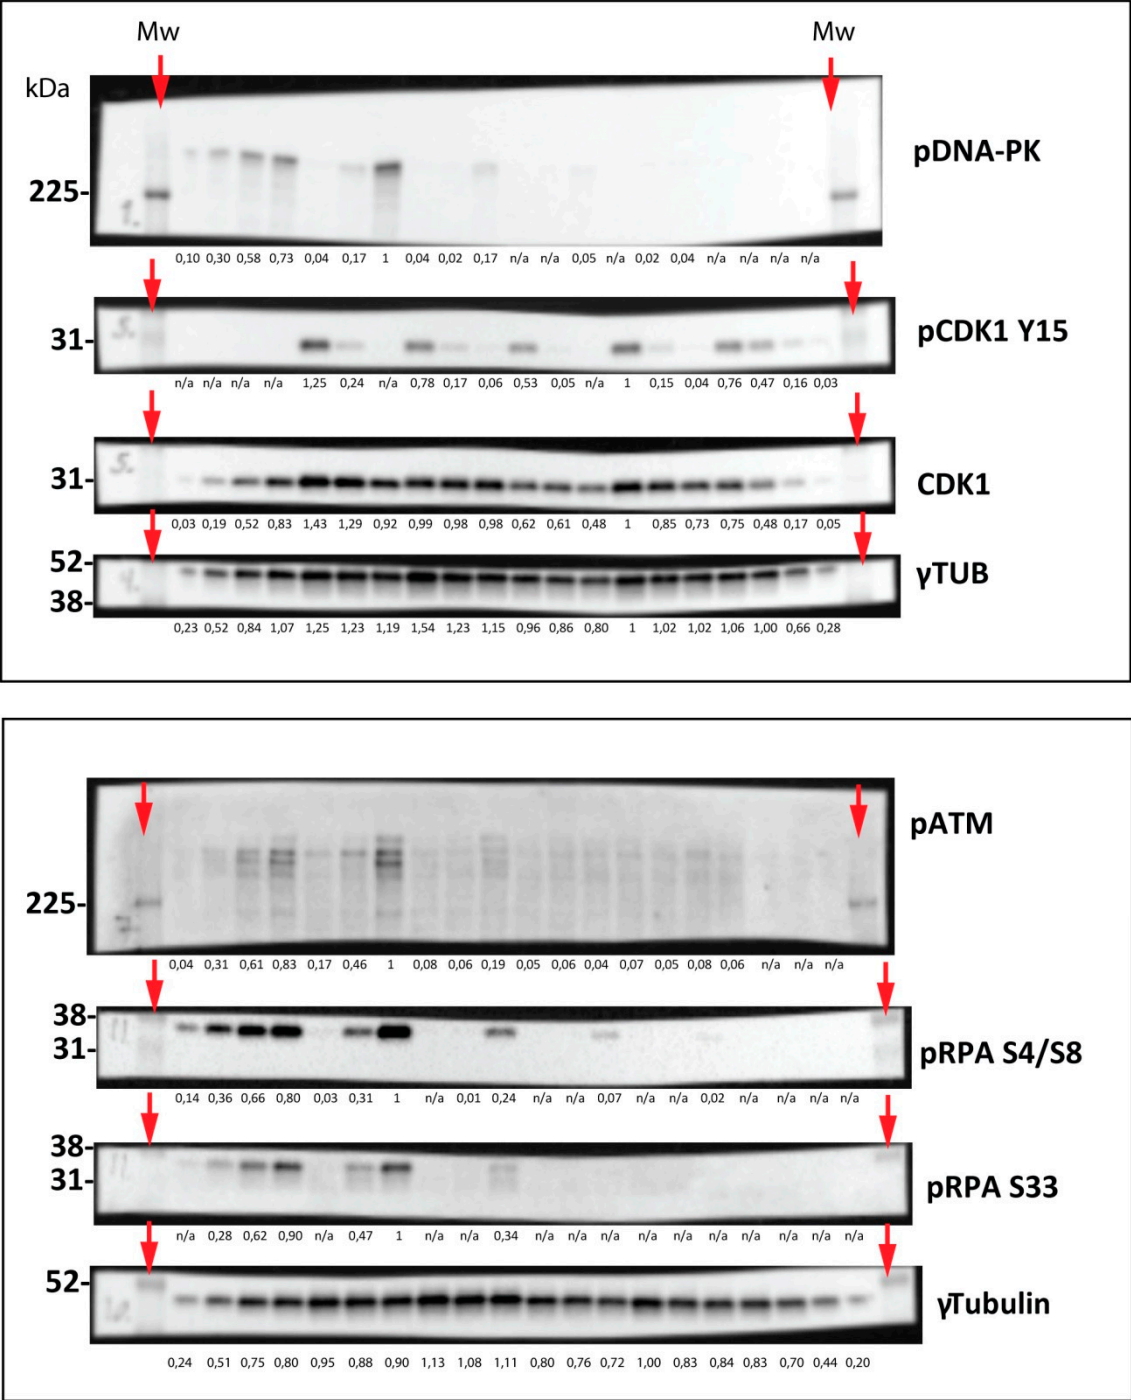 Mw Mw
kDa
pDNA-PK
225-
0,10 0,30 0,58 0,73 0,04 0,17 1 0,04 0,02 0,17 n/a n/a 0,05 n/a 0,02 0,04 n/a n/a n/a n/a
pCDK1 Y15
31-
n/a n/a n/a n/a 1,25 0,24 n/a 0,78 0,17 0,06 0,53 0,05 n/a 1 0,15 0,04 0,76 0,47 0,16 0,03
31-
CDK1
0,03 0,19 0,52 0,83 1,43 1,29 0,92 0,99 0,98 0,98 0,62 0,61 0,48 1 0,85 0,73 0,75 0,48 0,17 0,05
52-
γTUB
38-
0,23 0,52 0,84 1,07 1,25 1,23 1,19 1,54 1,23 1,15 0,96 0,86 0,80 1 1,02 1,02 1,06 1,00 0,66 0,28
pATM
225-
0,04 0,31 0,61 0,83 0,17 0,46 1 0,08 0,06 0,19 0,05 0,06 0,04 0,07 0,05 0,08 0,06 n/a n/a n/a
38-
31-
pRPA S4/S8
0,14 0,36 0,66 0,80 0,03 0,31 1 n/a 0,01 0,24 n/a n/a 0,07 n/a n/a 0,02 n/a n/a n/a n/a
38-
31-
pRPA S33
n/a 0,28 0,62 0,90 n/a 0,47 1 n/a n/a 0,34 n/a n/a n/a n/a n/a n/a n/a n/a n/a n/a
52-
γTubulin
0,24 0,51 0,75 0,80 0,95 0,88 0,90 1,13 1,08 1,11 0,80 0,76 0,72 1,00 0,83 0,84 0,83 0,70 0,44 0,20